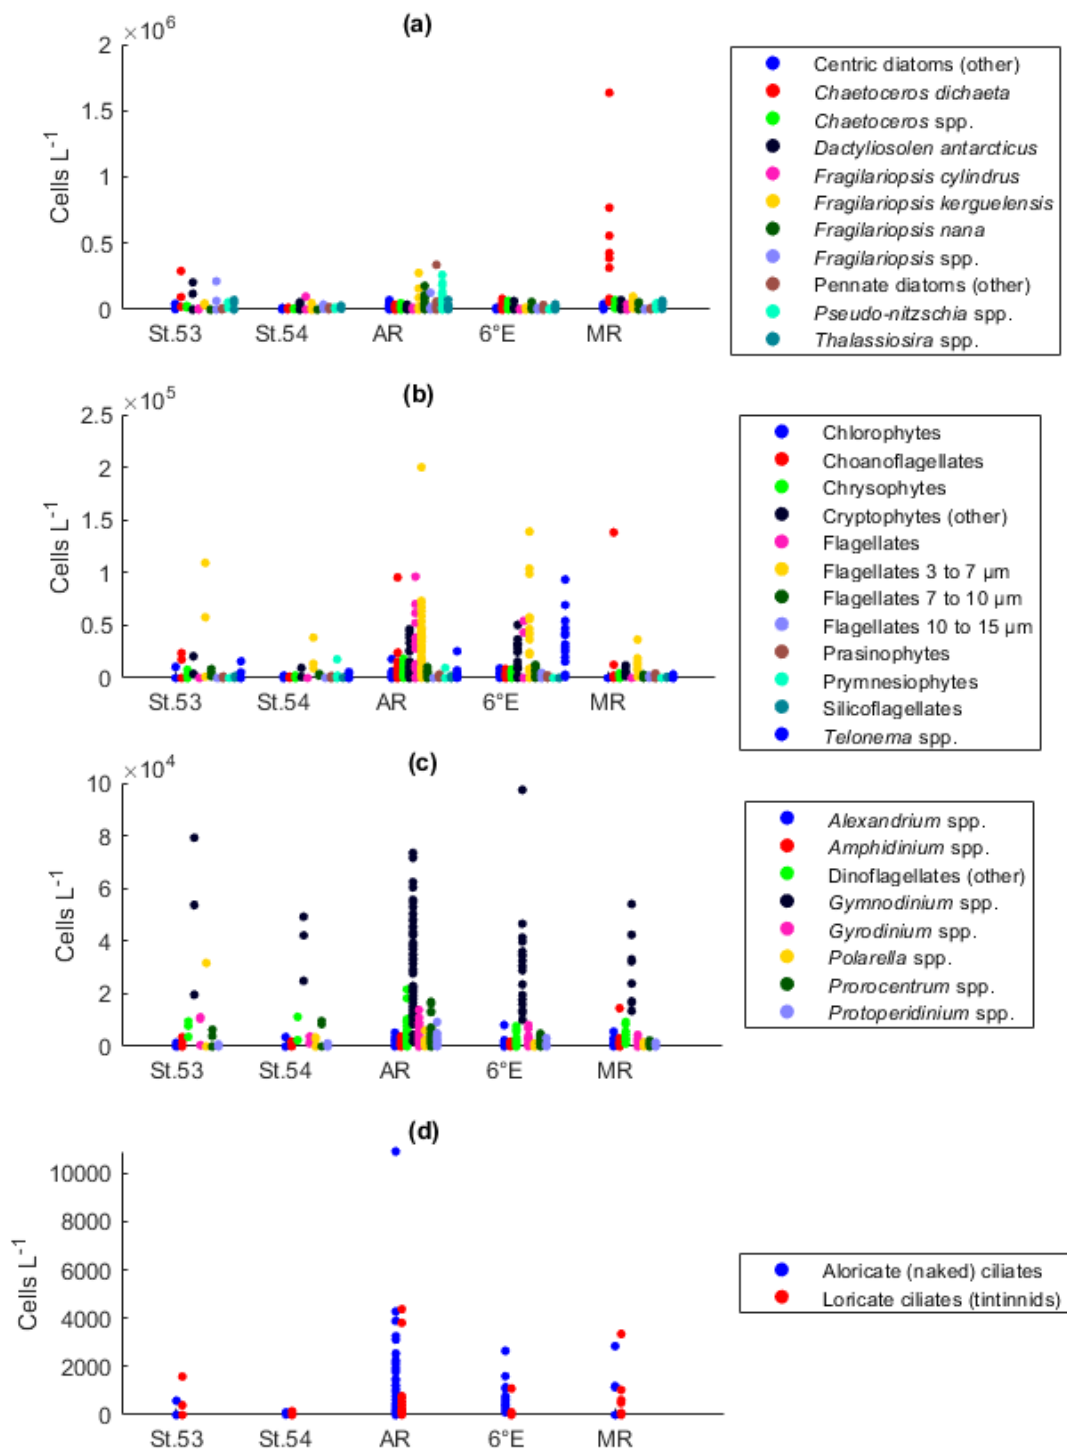 (a)
×10⁶
2
1.5
1
0.5
0
Cells L⁻¹
St.53 St.54 AR 6°E MR
Centric diatoms (other)
Chaetoceros dichaeta
Chaetoceros spp.
Dactyliosolen antarcticus
Fragilariopsis cylindrus
Fragilariopsis kerguelensis
Fragilariopsis nana
Fragilariopsis spp.
Pennate diatoms (other)
Pseudo-nitzschia spp.
Thalassiosira spp.
(b)
×10⁵
2.5
2
1.5
1
0.5
0
Cells L⁻¹
St.53 St.54 AR 6°E MR
Chlorophytes
Choanoflagellates
Chrysophytes
Cryptophytes (other)
Flagellates
Flagellates 3 to 7 µm
Flagellates 7 to 10 µm
Flagellates 10 to 15 µm
Prasinophytes
Prymnesiophytes
Silicoflagellates
Telonema spp.
(c)
×10⁴
10
8
6
4
2
0
Cells L⁻¹
St.53 St.54 AR 6°E MR
Alexandrium spp.
Amphidinium spp.
Dinoflagellates (other)
Gymnodinium spp.
Gyrodinium spp.
Polarella spp.
Prorocentrum spp.
Protoperidinium spp.
(d)
10000
8000
6000
4000
2000
0
Cells L⁻¹
St.53 St.54 AR 6°E MR
Aloricate (naked) ciliates
Loricate ciliates (tintinnids)